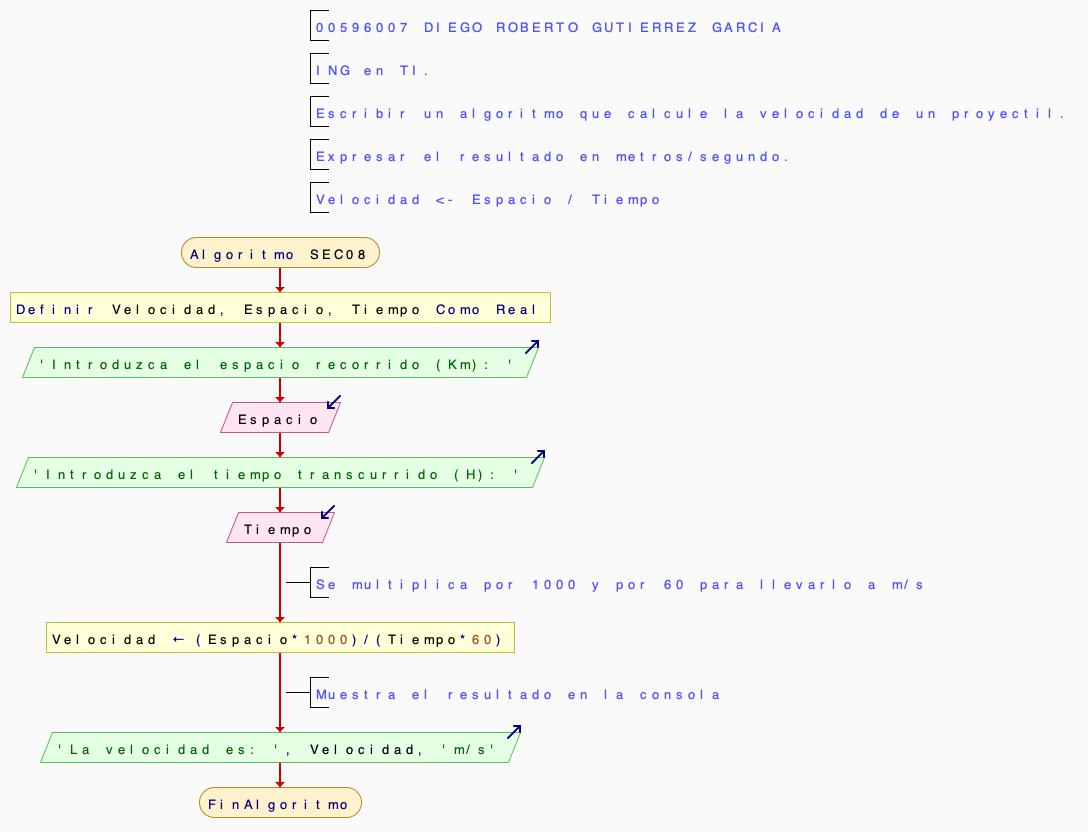 00596007 DIEGO ROBERTO GUTIERREZ GARCIA
ING en TI.
Escribir un algoritmo que calcule la velocidad de un proyectil.
Expresar el resultado en metros/segundo.
Velocidad <- Espacio / Tiempo
Algoritmo SEC08
Definir Velocidad, Espacio, Tiempo Como Real
'Introduzca el espacio recorrido (Km): '
Espacio
'Introduzca el tiempo transcurrido (H): '
Tiempo
Se multiplica por 1000 y por 60 para llevarlo a m/s
Velocidad ← (Espacio*1000)/(Tiempo*60)
Muestra el resultado en la consola
'La velocidad es: ', Velocidad, 'm/s'
FinAlgoritmo